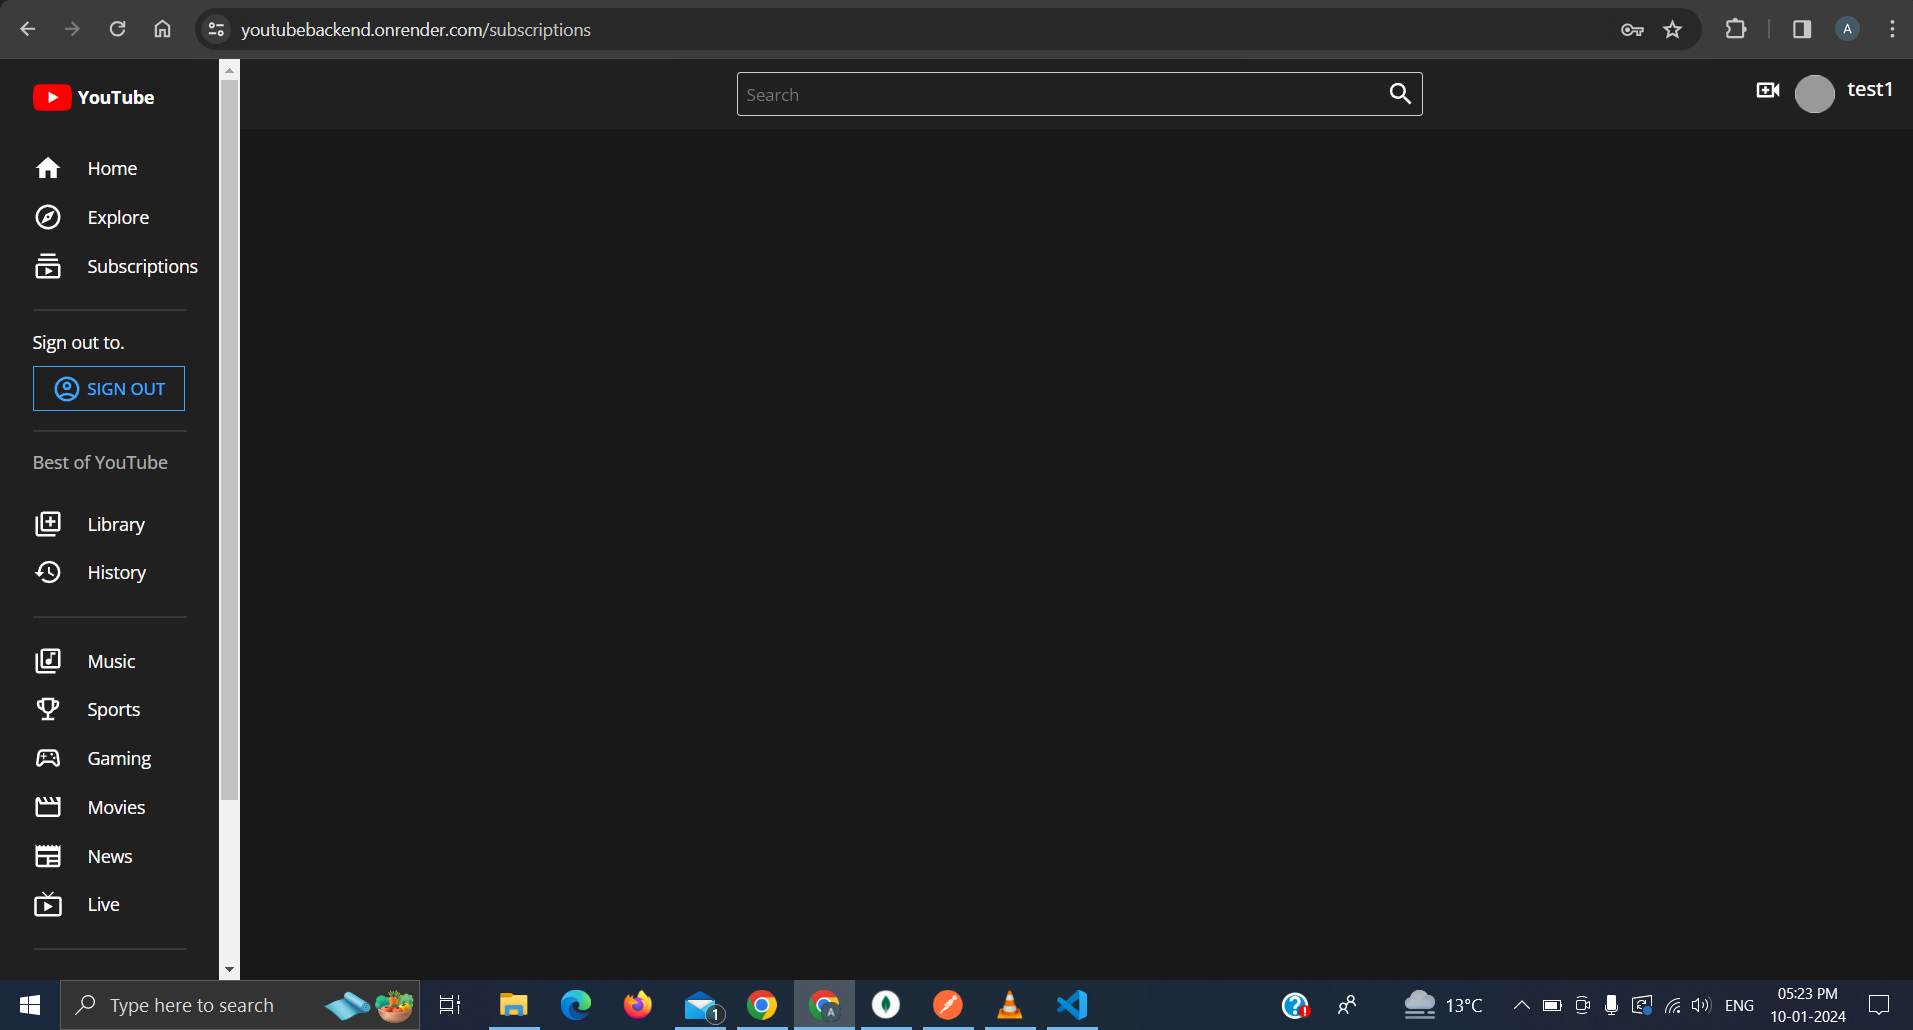 youtubebackend.onrender.com/subscriptions
A
YouTube
Search
test1
Home
Explore
Subscriptions
Sign out to.
SIGN OUT
Best of YouTube
Library
History
Music
Sports
Gaming
Movies
News
Live
Type here to search
1
A
13°C
ENG
05:23 PM
10-01-2024